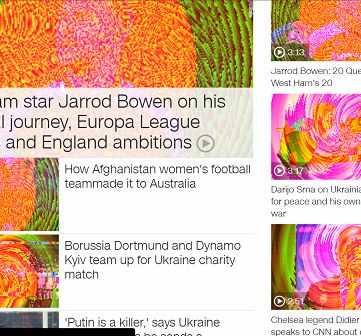 am star Jarrod Bowen on his
l journey, Europa League
and England ambitions
How Afghanistan women's football
teammade it to Australia
Borussia Dortmund and Dynamo
Kyiv team up for Ukraine charity
match
'Putin is a killer,' says Ukraine
3:13
Jarrod Bowen: 20 Que
West Ham's 20
3:17
Darijo Srna on Ukraini
for peace and his own
war
2:51
Chelsea legend Didier
speaks to CNN about